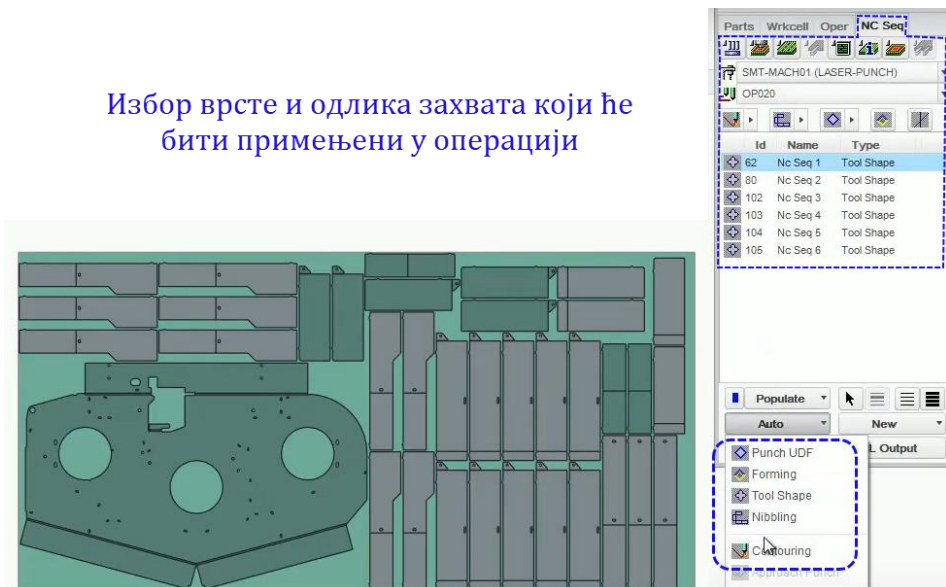 Избор врсте и одлика захвата који ће
бити примењени у операцији
Parts Wrkcell Oper NC Seq
SMT-MACH01 (LASER-PUNCH)
OP020
Id Name Type
62 Nc Seq 1 Tool Shape
80 Nc Seq 2 Tool Shape
102 Nc Seq 3 Tool Shape
103 Nc Seq 4 Tool Shape
104 Nc Seq 5 Tool Shape
105 Nc Seq 6 Tool Shape
Populate
Auto New
L Output
Punch UDF
Forming
Tool Shape
Nibbling
Contouring
Approach Punch